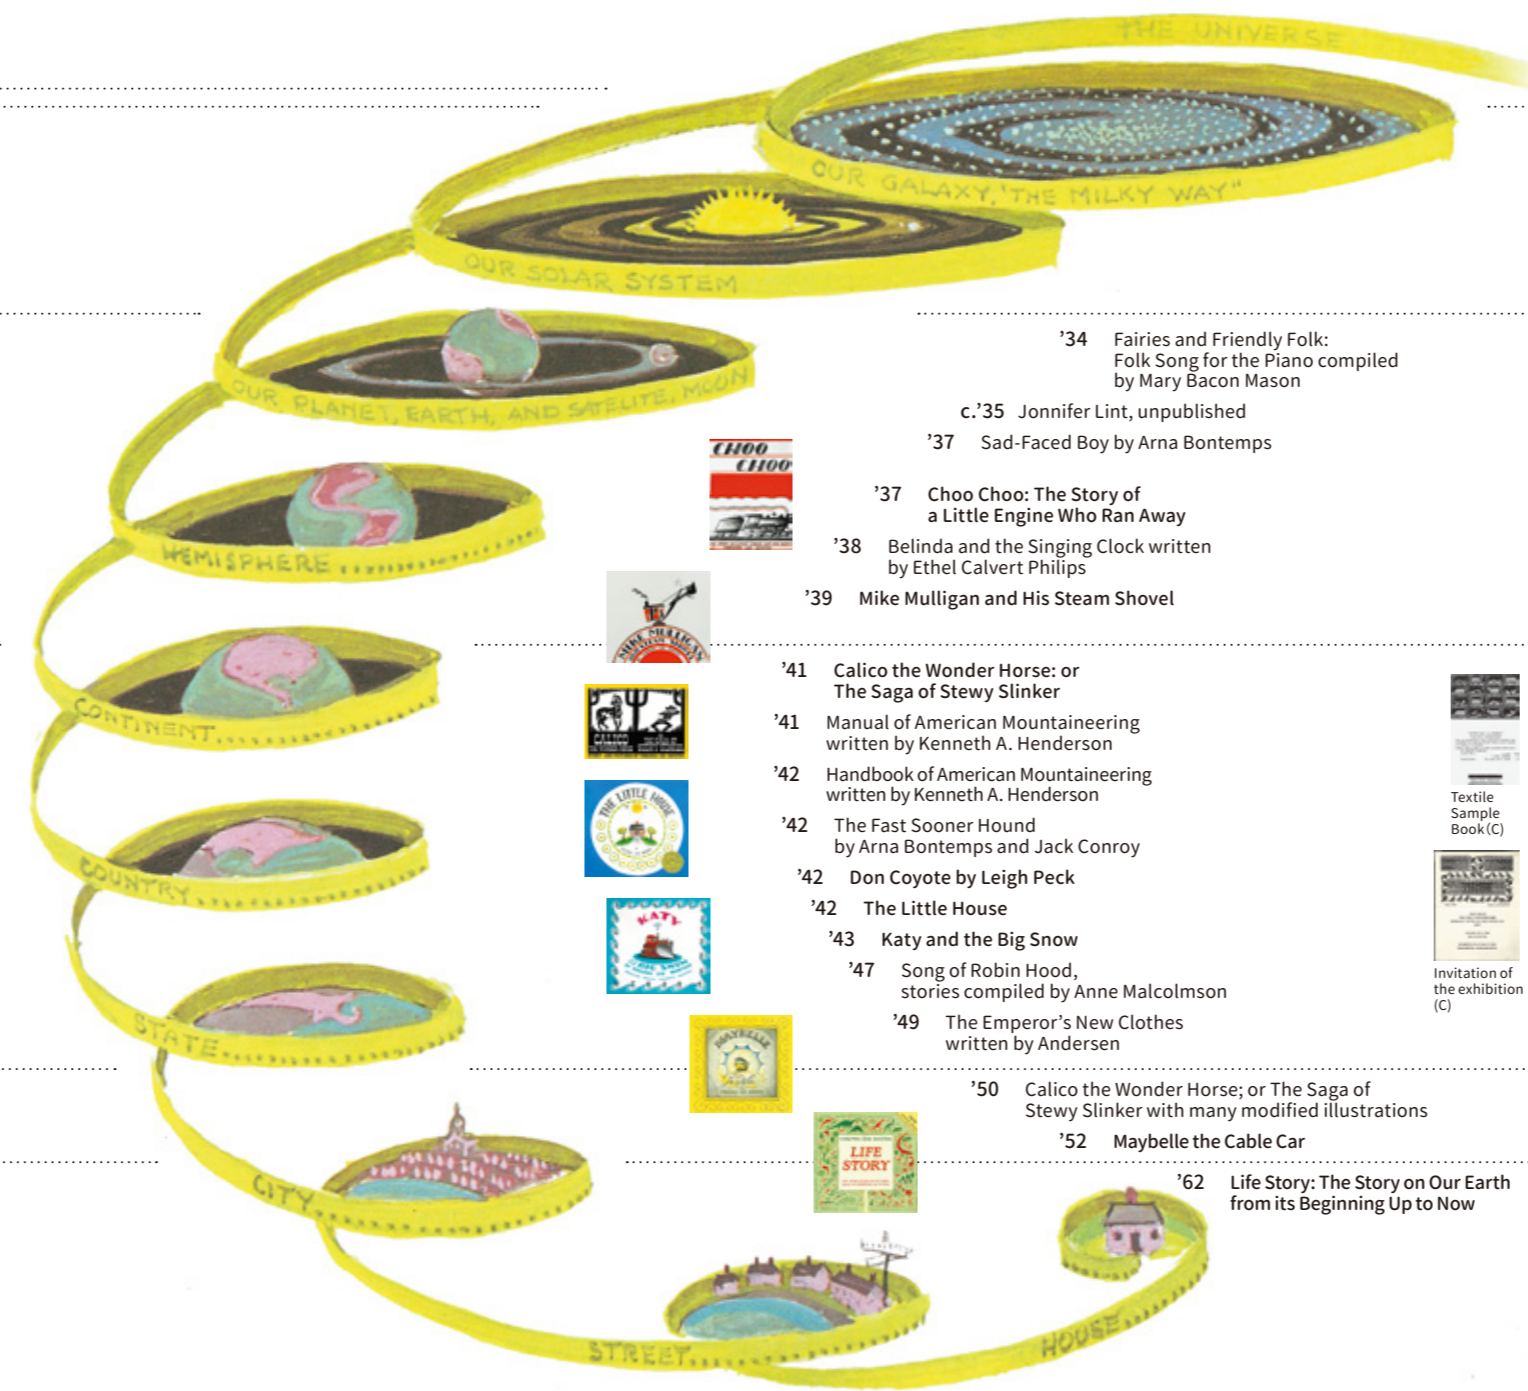 THE UNIVERSE
OUR GALAXY, 'THE MILKY WAY"
OUR SOLAR SYSTEM
OUR PLANET, EARTH, AND SATELITE, MOON
HEMISPHERE
CONTINENT
COUNTRY
STATE
CITY
STREET
HOUSE
’34 Fairies and Friendly Folk:
Folk Song for the Piano compiled
by Mary Bacon Mason
c.’35 Jonnifer Lint, unpublished
’37 Sad-Faced Boy by Arna Bontemps
CHOO
CHOO
’37 Choo Choo: The Story of
a Little Engine Who Ran Away
’38 Belinda and the Singing Clock written
by Ethel Calvert Philips
’39 Mike Mulligan and His Steam Shovel
MIKE MULLIGAN
’41 Calico the Wonder Horse: or
The Saga of Stewy Slinker
CALICO
’41 Manual of American Mountaineering
written by Kenneth A. Henderson
’42 Handbook of American Mountaineering
written by Kenneth A. Henderson
THE LITTLE HOUSE
’42 The Fast Sooner Hound
by Arna Bontemps and Jack Conroy
’42 Don Coyote by Leigh Peck
’42 The Little House
KATY
BIG SNOW
’43 Katy and the Big Snow
’47 Song of Robin Hood,
stories compiled by Anne Malcolmson
’49 The Emperor’s New Clothes
written by Andersen
MAYBELLE
’50 Calico the Wonder Horse; or The Saga of
Stewy Slinker with many modified illustrations
’52 Maybelle the Cable Car
LIFE
STORY
’62 Life Story: The Story on Our Earth
from its Beginning Up to Now
Textile
Sample
Book (C)
Invitation of
the exhibition
(C)